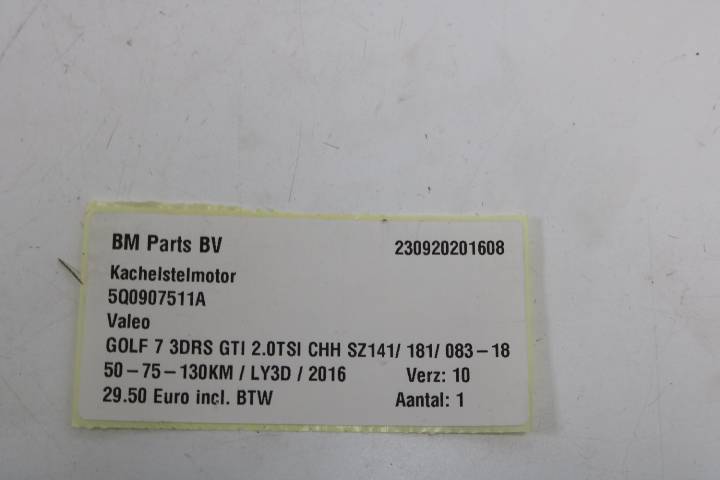 BM Parts BV 230920201608
Kachelstelmotor
5Q0907511A
Valeo
GOLF 7 3DRS GTI 2.0TSI CHH SZ141/ 181/ 083-18
50-75-130KM / LY3D / 2016 Verz: 10
29.50 Euro incl. BTW Aantal: 1